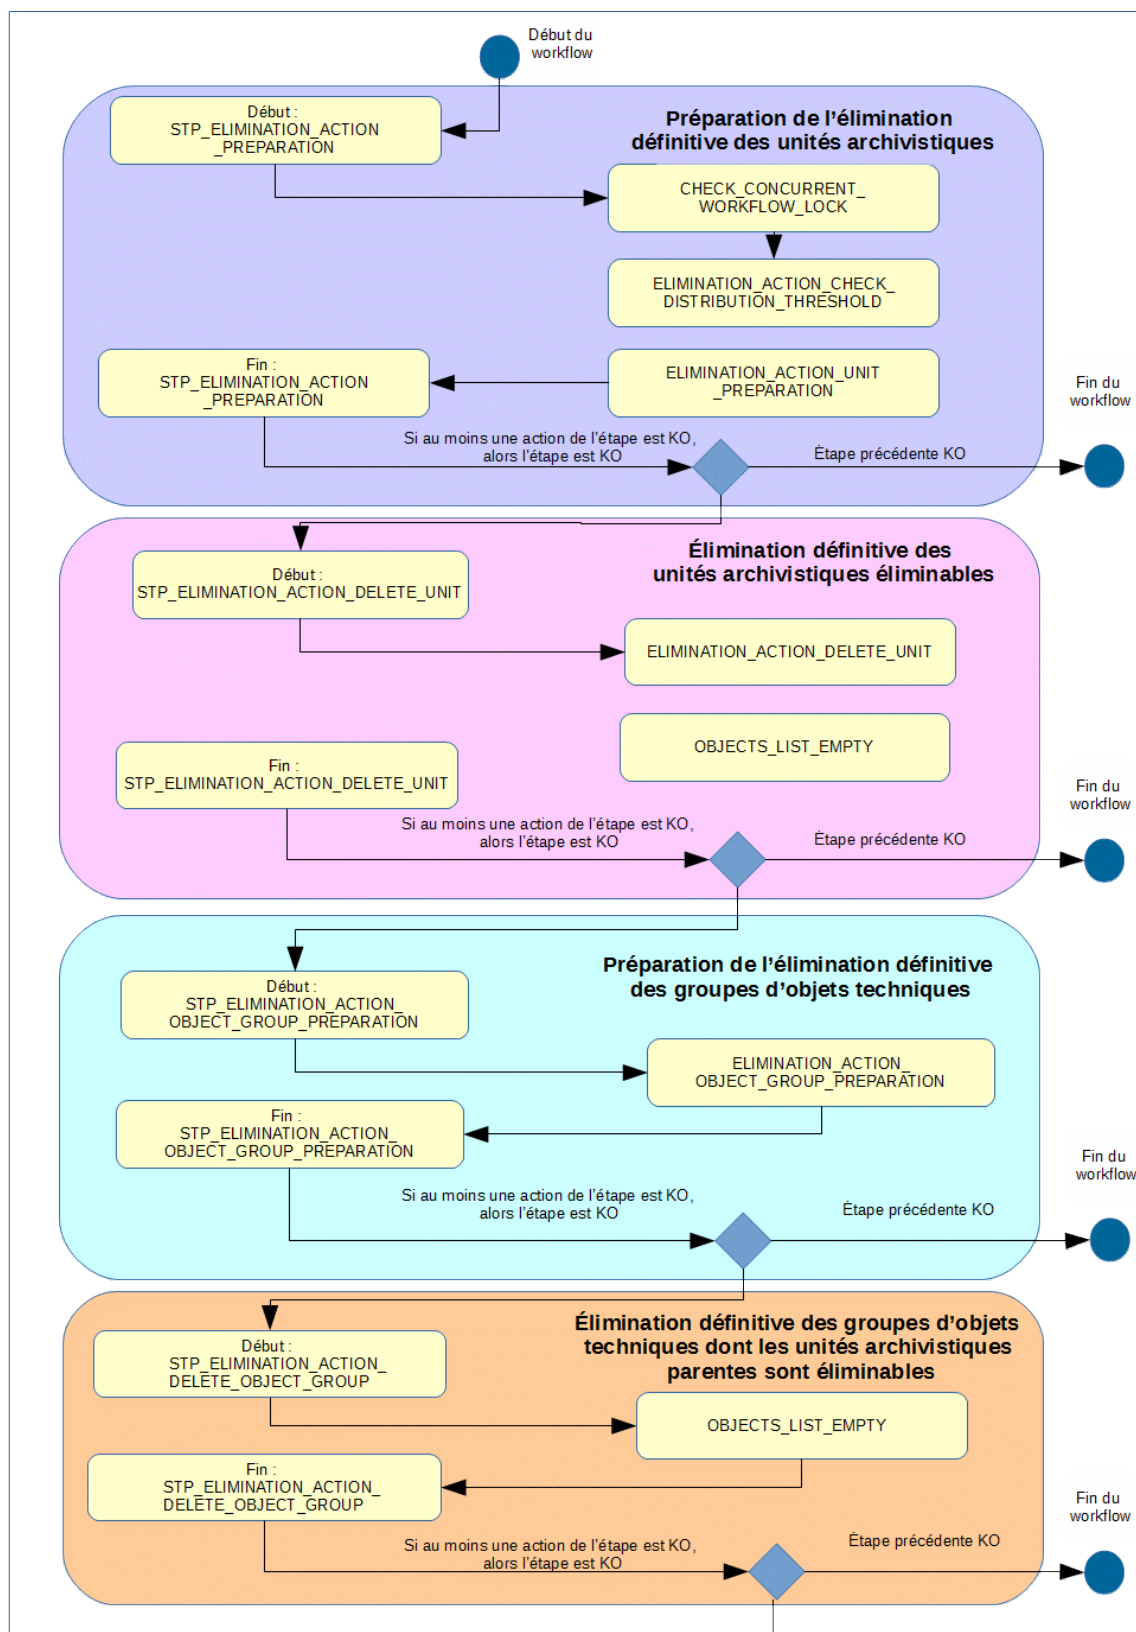 Début du
workflow
Début :
STP_ELIMINATION_ACTION
_PREPARATION
Préparation de l’élimination
définitive des unités archivistiques
CHECK_CONCURRENT_
WORKFLOW_LOCK
ELIMINATION_ACTION_CHECK_
DISTRIBUTION_THRESHOLD
Fin :
STP_ELIMINATION_ACTION
_PREPARATION
ELIMINATION_ACTION_UNIT
_PREPARATION
Fin du
workflow
Si au moins une action de l’étape est KO,
alors l’étape est KO
Étape précédente KO
Élimination définitive des
unités archivistiques éliminables
Début :
STP_ELIMINATION_ACTION_DELETE_UNIT
ELIMINATION_ACTION_DELETE_UNIT
OBJECTS_LIST_EMPTY
Fin :
STP_ELIMINATION_ACTION_DELETE_UNIT
Fin du
workflow
Si au moins une action de l’étape est KO,
alors l’étape est KO
Étape précédente KO
Préparation de l’élimination définitive
des groupes d’objets techniques
Début :
STP_ELIMINATION_ACTION_
OBJECT_GROUP_PREPARATION
ELIMINATION_ACTION_
OBJECT_GROUP_PREPARATION
Fin :
STP_ELIMINATION_ACTION_
OBJECT_GROUP_PREPARATION
Fin du
workflow
Si au moins une action de l’étape est KO,
alors l’étape est KO
Étape précédente KO
Élimination définitive des groupes d’objets
techniques dont les unités archivistiques
parentes sont éliminables
Début :
STP_ELIMINATION_ACTION_
DELETE_OBJECT_GROUP
OBJECTS_LIST_EMPTY
Fin :
STP_ELIMINATION_ACTION_
DELETE_OBJECT_GROUP
Fin du
workflow
Si au moins une action de l’étape est KO,
alors l’étape est KO
Étape précédente KO